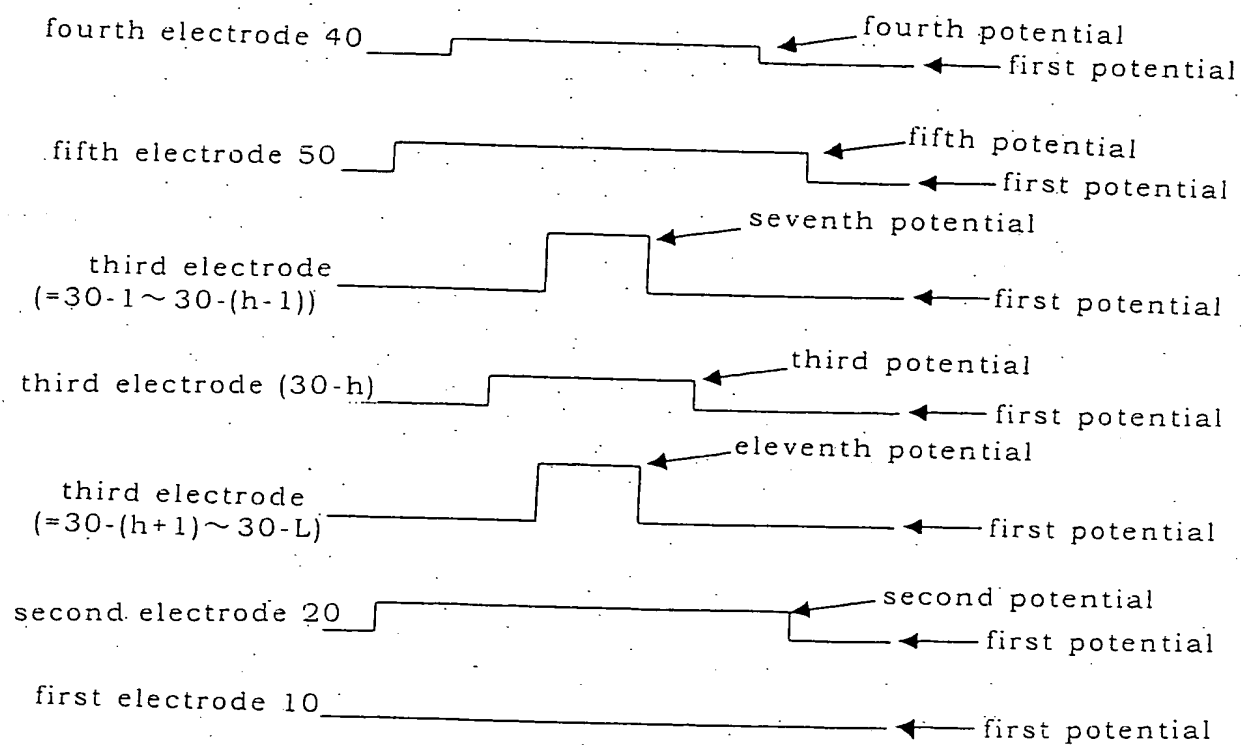 fourth electrode 40
fourth potential
first potential
fifth electrode 50
fifth potential
first potential
seventh potential
third electrode
(=30-1～30-(h-1))
first potential
third potential
third electrode (30-h)
first potential
eleventh potential
third electrode
(=30-(h+1)～30-L)
first potential
second potential
second electrode 20
first potential
first electrode 10
first potential